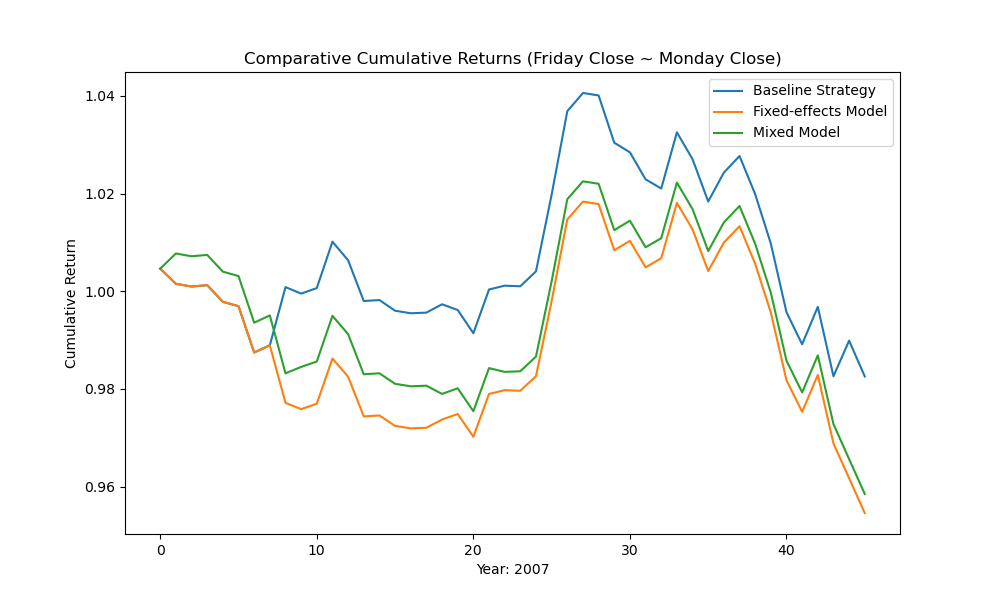 Comparative Cumulative Returns (Friday Close ~ Monday Close)
Baseline Strategy
Fixed-effects Model
Mixed Model
Cumulative Return
1.04
1.02
1.00
0.98
0.96
0 10 20 30 40
Year: 2007